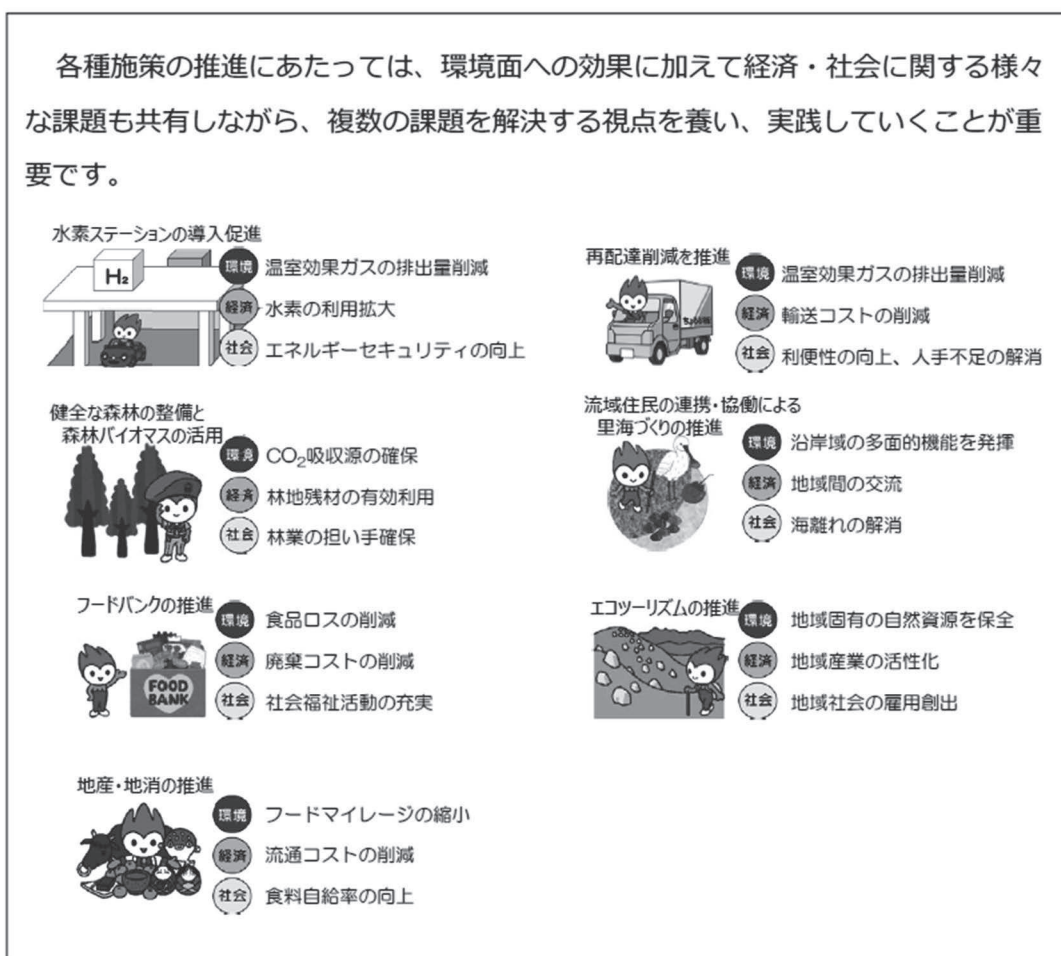 各種施策の推進にあたっては、環境面への効果に加えて経済・社会に関する様々
な課題も共有しながら、複数の課題を解決する視点を養い、実践していくことが重
要です。
水素ステーションの導入促進
H₂
環境 温室効果ガスの排出量削減
経済 水素の利用拡大
社会 エネルギーセキュリティの向上
再配達削減を推進
環境 温室効果ガスの排出量削減
経済 輸送コストの削減
社会 利便性の向上、人手不足の解消
健全な森林の整備と
森林バイオマスの活用
環境 CO₂吸収源の確保
経済 林地残材の有効利用
社会 林業の担い手確保
流域住民の連携・協働による
里海づくりの推進
環境 沿岸域の多面的機能を発揮
経済 地域間の交流
社会 海離れの解消
フードバンクの推進
FOOD
BANK
環境 食品ロスの削減
経済 廃棄コストの削減
社会 社会福祉活動の充実
エコツーリズムの推進
環境 地域固有の自然資源を保全
経済 地域産業の活性化
社会 地域社会の雇用創出
地産・地消の推進
環境 フードマイレージの縮小
経済 流通コストの削減
社会 食料自給率の向上